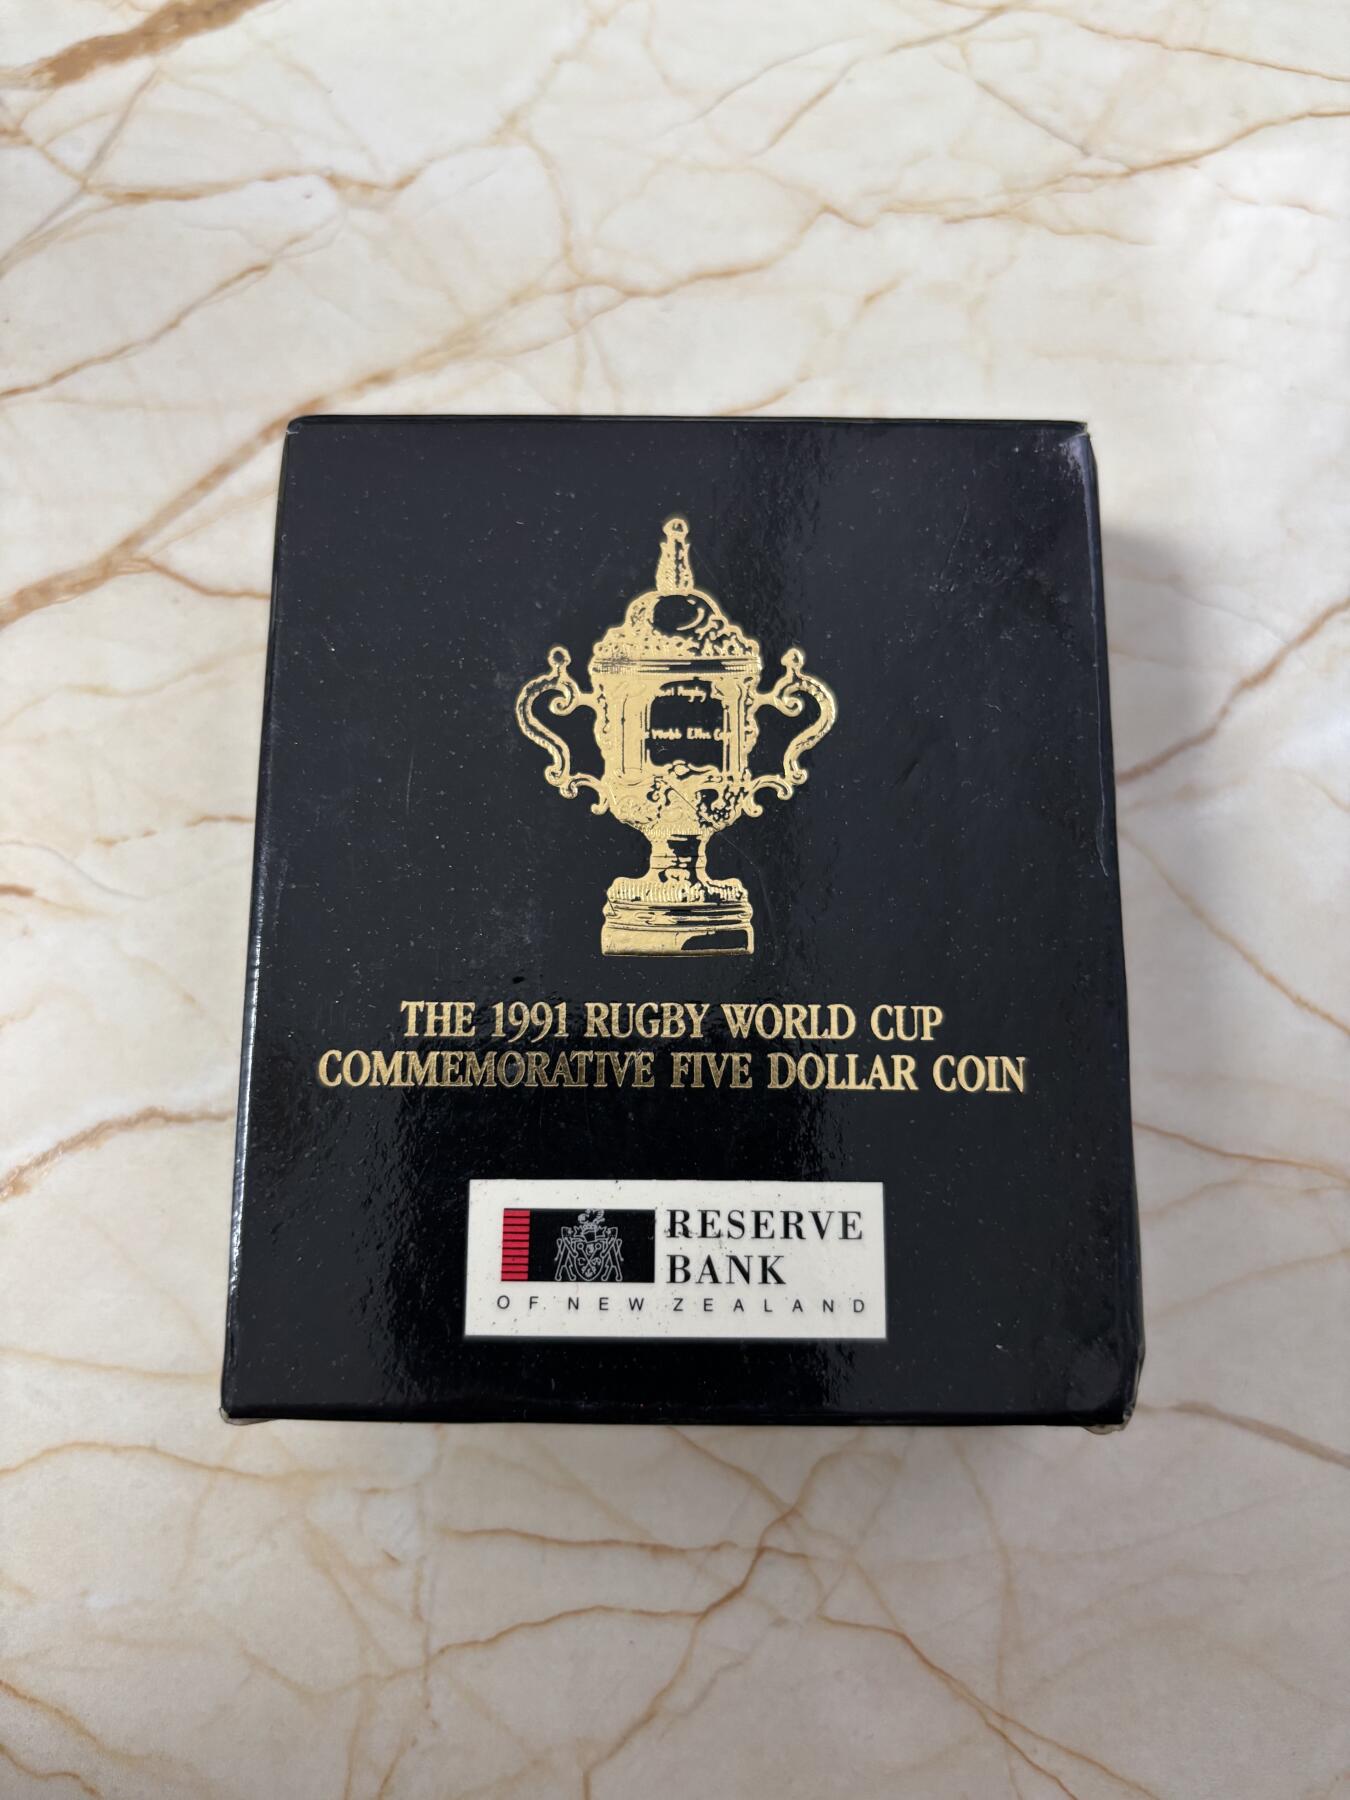 THE 1991 RUGBY WORLD CUP
COMMEMORATIVE FIVE DOLLAR COIN
RESERVE
BANK
OF NEW ZEALAND